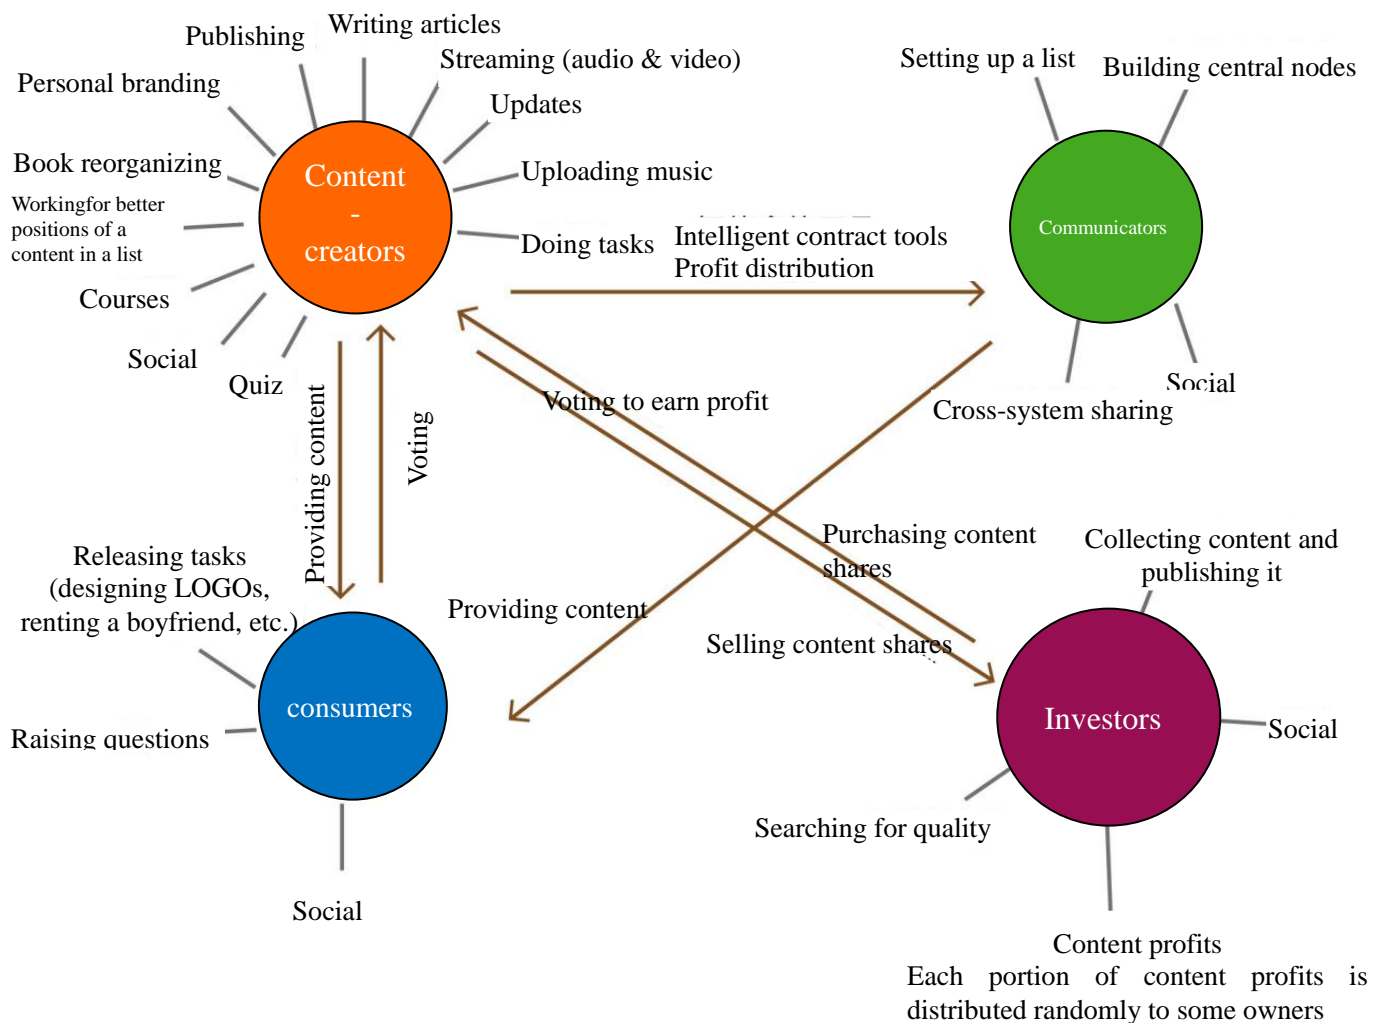 Writing articles
Publishing
Streaming (audio & video)
Personal branding
Updates
Book reorganizing
Uploading music
Workingfor better
positions of a
content in a list
Doing tasks
Courses
Social
Quiz
Content
-
creators
Setting up a list
Building central nodes
Communicators
Social
Cross-system sharing
Intelligent contract tools
Profit distribution
Providing content
Voting
Voting to earn profit
Purchasing content
shares
Providing content
Selling content shares
Releasing tasks
(designing LOGOs,
renting a boyfriend, etc.)
consumers
Raising questions
Social
Collecting content and
publishing it
Investors
Social
Searching for quality
Content profits
Each portion of content profits is
distributed randomly to some owners